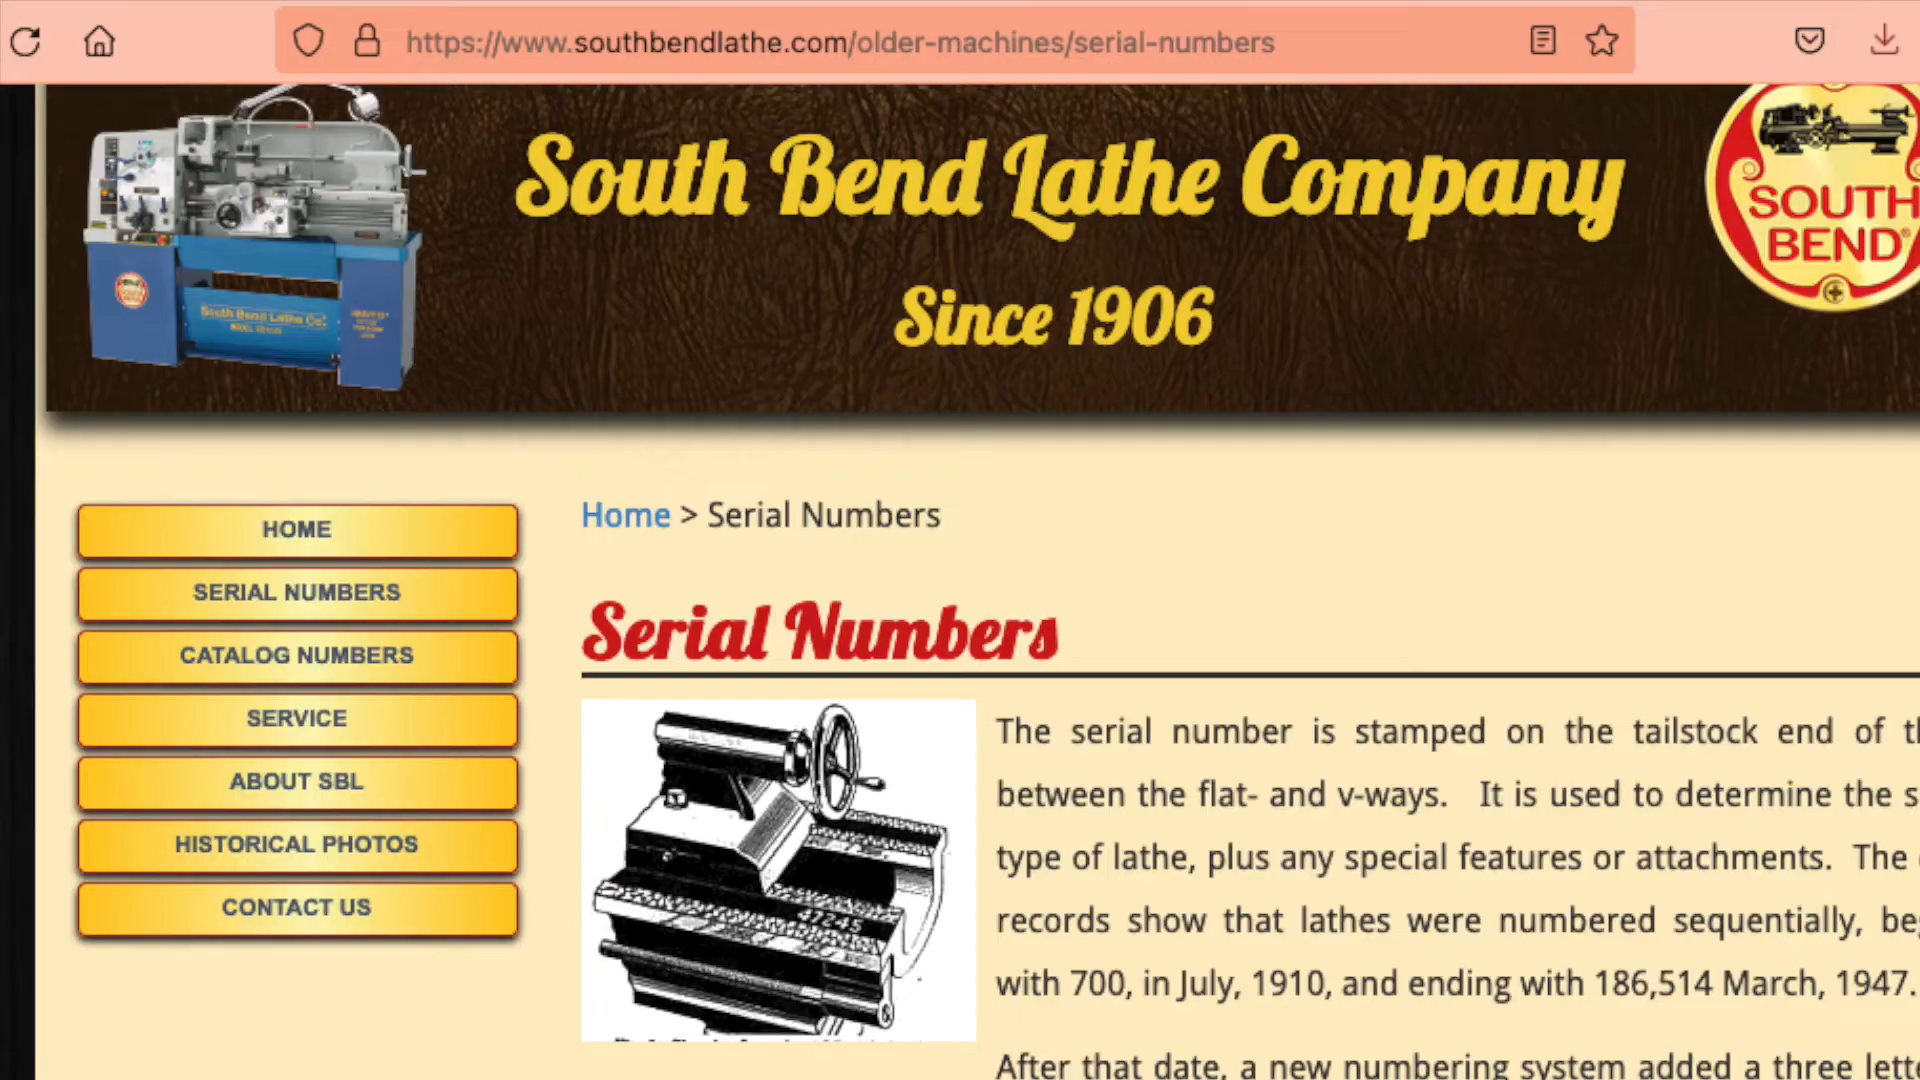 https://www.southbendlathe.com/older-machines/serial-numbers
South Bend Lathe Company
Since 1906
SOUTH
BEND®
South Bend Lathe Co.
HOME
SERIAL NUMBERS
CATALOG NUMBERS
SERVICE
ABOUT SBL
HISTORICAL PHOTOS
CONTACT US
Home > Serial Numbers
Serial Numbers
47245
The serial number is stamped on the tailstock end of
between the flat- and v-ways. It is used to determine the
type of lathe, plus any special features or attachments. The
records show that lathes were numbered sequentially,
with 700, in July, 1910, and ending with 186,514 March, 1947.
After that date, a new numbering system added a three